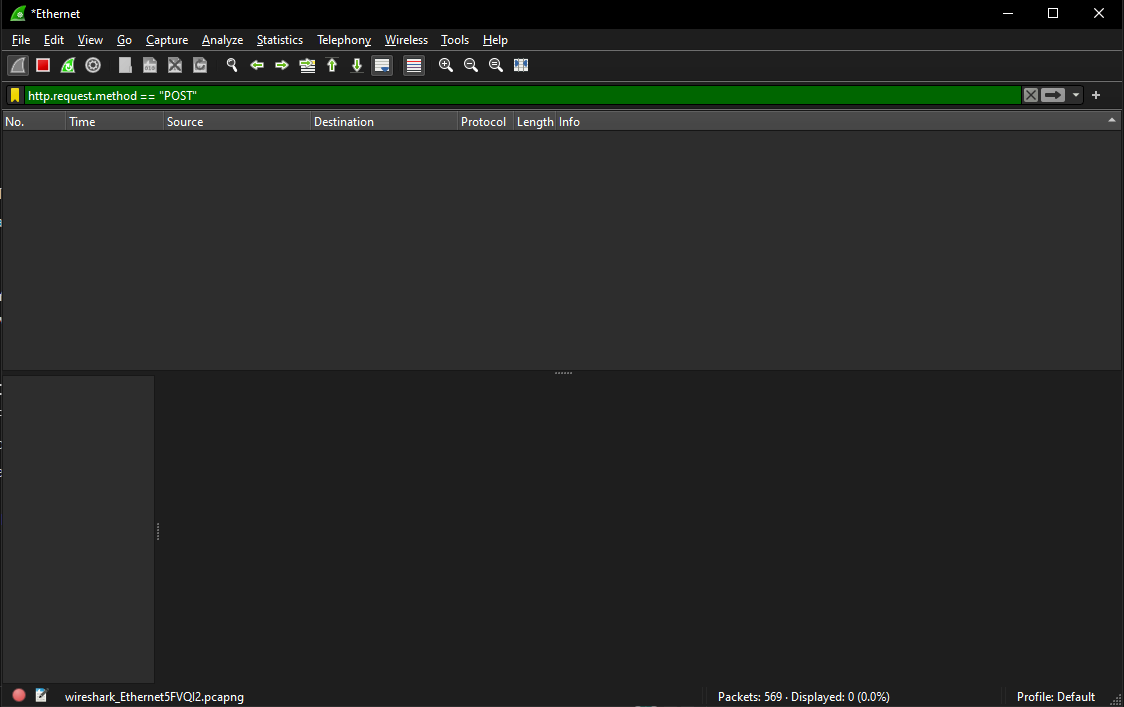 *Ethernet
File Edit View Go Capture Analyze Statistics Telephony Wireless Tools Help
http.request.method == "POST"
No. Time Source Destination Protocol Length Info
wireshark_Ethernet5FVQI2.pcapng Packets: 569 · Displayed: 0 (0.0%) Profile: Default